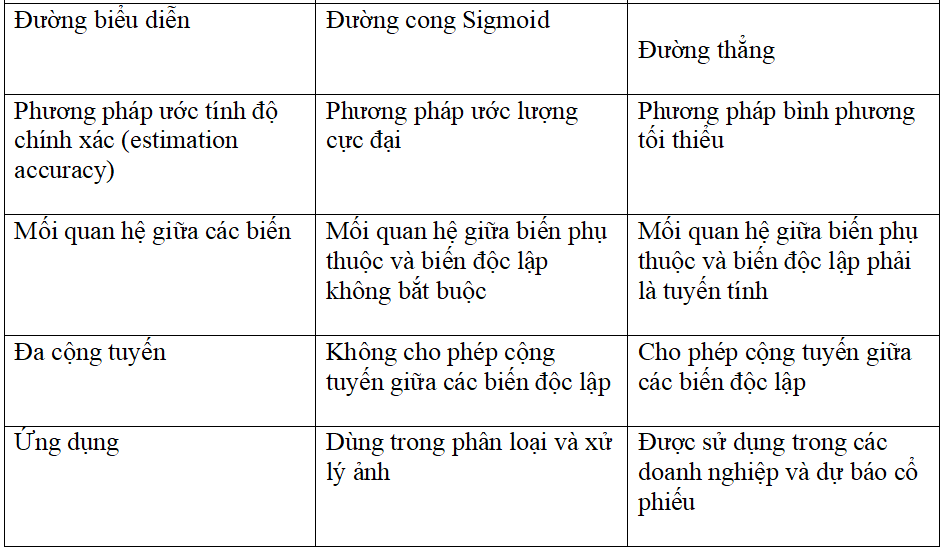 Đường biểu diễn
Đường cong Sigmoid
Đường thẳng
Phương pháp ước tính độ
chính xác (estimation
accuracy)
Phương pháp ước lượng
cực đại
Phương pháp bình phương
tối thiểu
Mối quan hệ giữa các biến
Mối quan hệ giữa biến phụ
thuộc và biến độc lập
không bắt buộc
Mối quan hệ giữa biến phụ
thuộc và biến độc lập phải
là tuyến tính
Đa cộng tuyến
Không cho phép cộng
tuyến giữa các biến độc lập
Cho phép cộng tuyến giữa
các biến độc lập
Ứng dụng
Dùng trong phân loại và xử
lý ảnh
Được sử dụng trong các
doanh nghiệp và dự báo cổ
phiếu